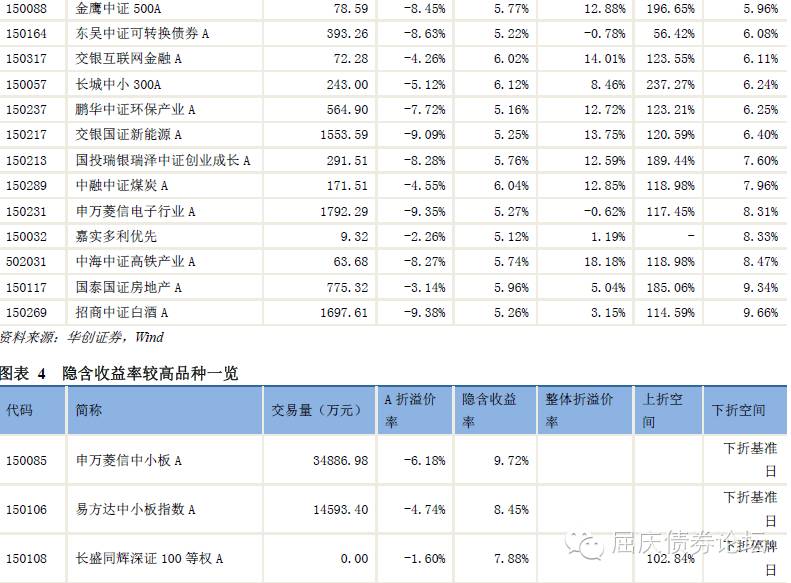 150088 金鹰中证 500A 78.59 -8.45% 5.77% 12.88% 196.65% 5.96%
150164 东吴中证可转换债券 A 393.26 -8.63% 5.22% -0.78% 56.42% 6.08%
150317 交银互联网金融 A 72.28 -4.26% 6.02% 14.01% 123.55% 6.11%
150057 长城中小 300A 243.00 -5.12% 6.12% 8.46% 237.27% 6.24%
150237 鹏华中证环保产业 A 564.90 -7.72% 5.16% 12.72% 123.21% 6.25%
150217 交银国证新能源 A 1553.59 -9.09% 5.25% 13.75% 120.59% 6.40%
150213 国投瑞银瑞泽中证创业成长 A 291.51 -8.28% 5.76% 12.59% 189.44% 7.60%
150289 中融中证煤炭 A 171.51 -4.55% 6.04% 12.85% 118.98% 7.96%
150231 申万菱信电子行业 A 1792.29 -9.35% 5.27% -0.62% 117.45% 8.31%
150032 嘉实多利优先 9.32 -2.26% 5.12% 1.19% - 8.33%
502031 中海中证高铁产业 A 63.68 -8.27% 5.74% 18.18% 118.98% 8.47%
150117 国泰国证房地产 A 775.32 -3.14% 5.96% 5.04% 185.06% 9.34%
150269 招商中证白酒 A 1697.61 -9.38% 5.26% 3.15% 114.59% 9.66%
资料来源：华创证券，Wind
图表 4 隐含收益率较高品种一览
代码 简称 交易量（万元） A 折溢价率 隐含收益率 整体折溢价率 上折空间 下折空间
150085 申万菱信中小板 A 34886.98 -6.18% 9.72% 下折基准日
150106 易方达中小板指数 A 14593.40 -4.74% 8.45% 下折基准日
150108 长盛同辉深证 100 等权 A 0.00 -1.60% 7.88% 102.84% 下折停牌日
屈庆债券论坛